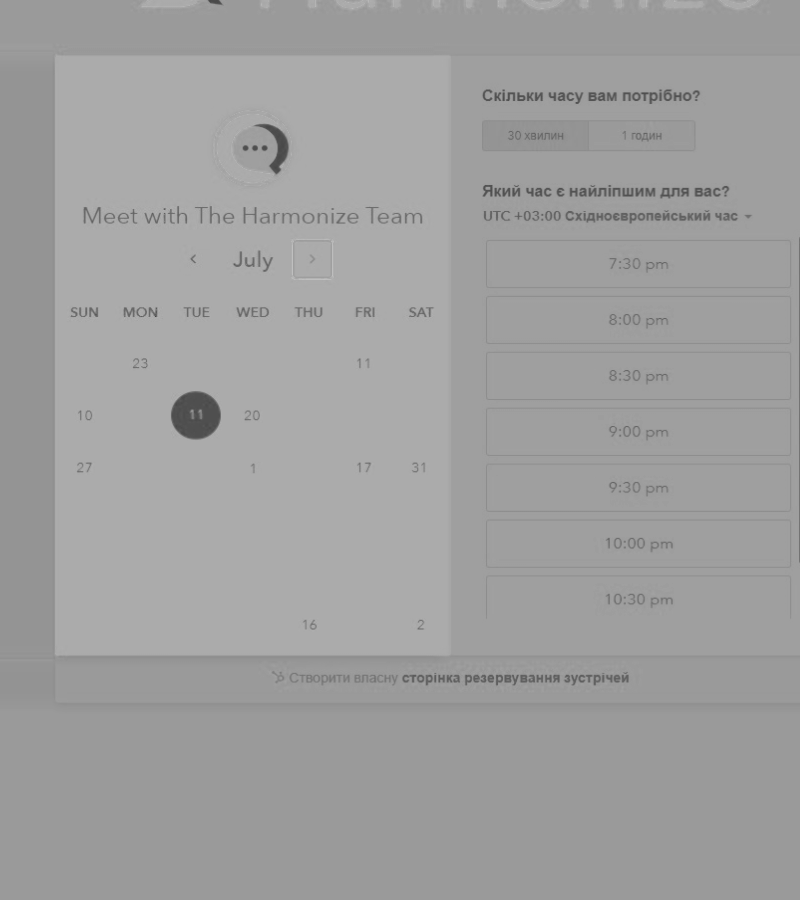 Harmonize
Meet with The Harmonize Team
July
SUN MON TUE WED THU FRI SAT
23 11
10 11 20
27 1 17 31
16 2
Скільки часу вам потрібно?
30 хвилин 1 годин
Який час є найліпшим для вас?
UTC +03:00 Східноєвропейський час
7:30 pm
8:00 pm
8:30 pm
9:00 pm
9:30 pm
10:00 pm
10:30 pm
Створити власну сторінка резервування зустрічей